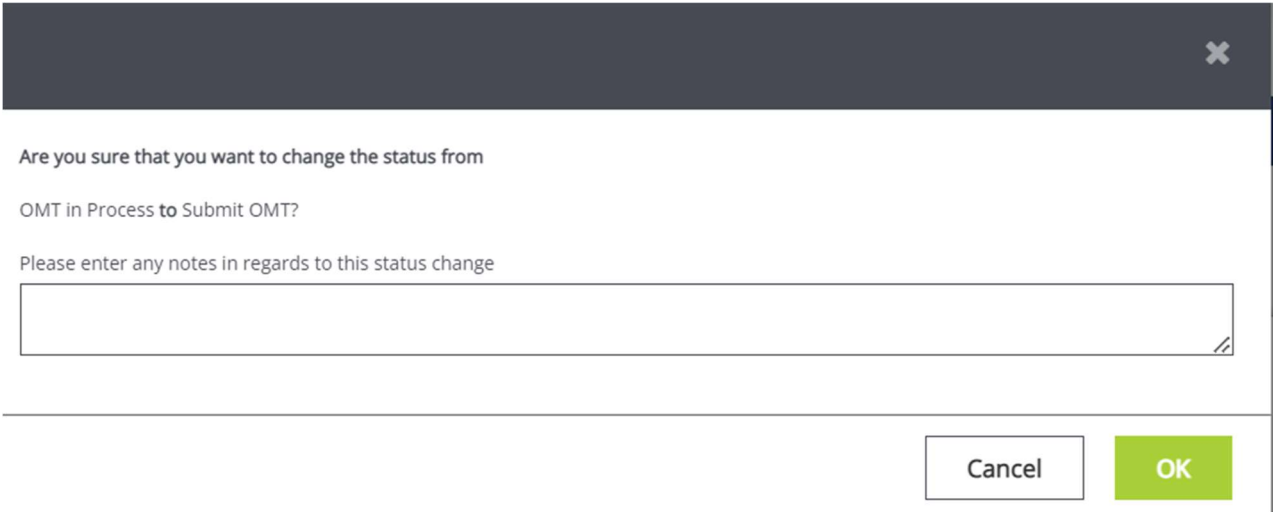 Are you sure that you want to change the status from
OMT in Process to Submit OMT?
Please enter any notes in regards to this status change
Cancel OK